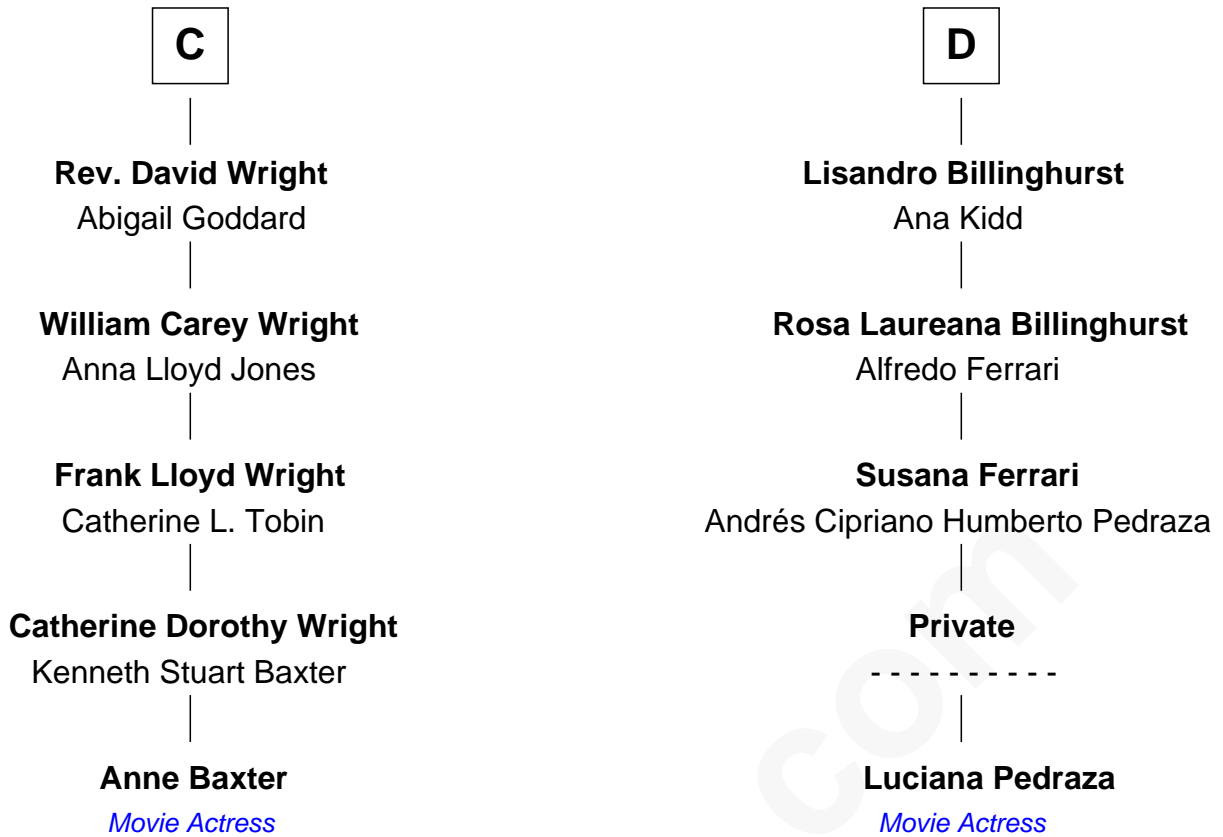 C
Rev. David Wright
Abigail Goddard
William Carey Wright
Anna Lloyd Jones
Frank Lloyd Wright
Catherine L. Tobin
Catherine Dorothy Wright
Kenneth Stuart Baxter
Anne Baxter
Movie Actress
D
Lisandro Billinghurst
Ana Kidd
Rosa Laureana Billinghurst
Alfredo Ferrari
Susana Ferrari
Andrés Cipriano Humberto Pedraza
Private
- - - - - - - - - -
Luciana Pedraza
Movie Actress
com